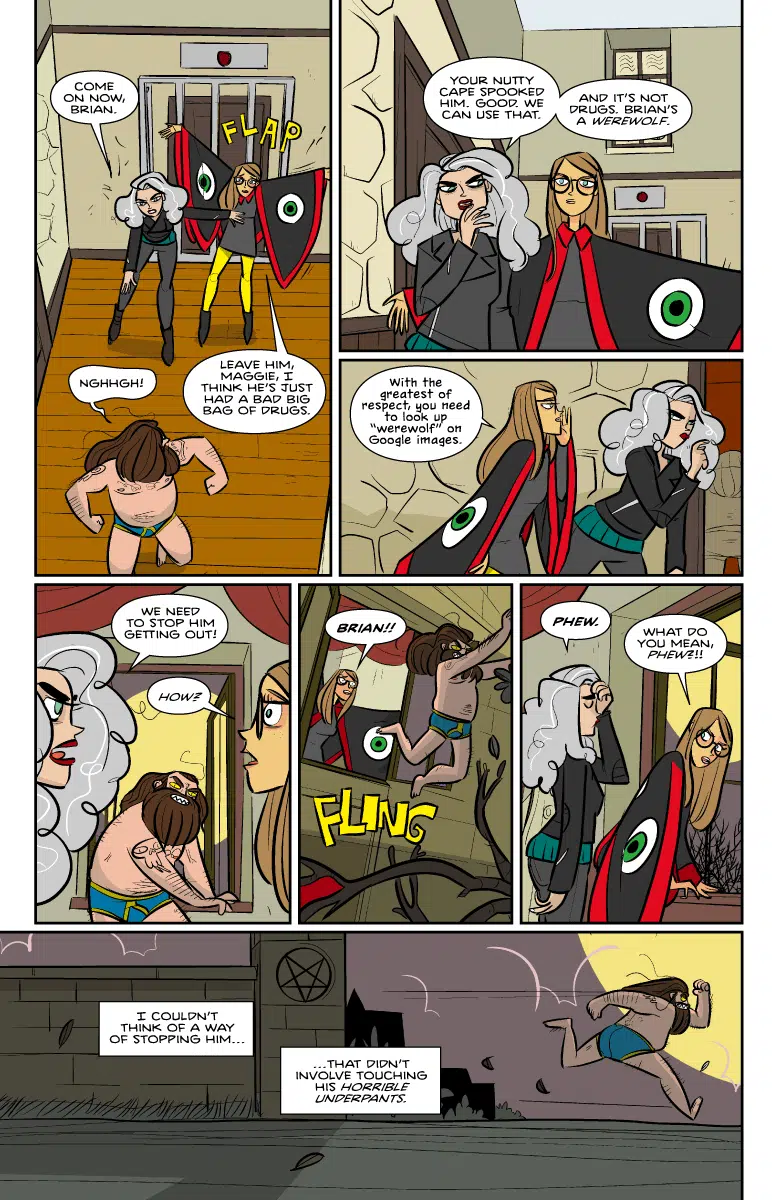 COME
ON NOW,
BRIAN.
FLAP
NGHHGH!
LEAVE HIM,
MAGGIE, I
THINK HE'S JUST
HAD A BAD BIG
BAG OF DRUGS.
YOUR NUTTY
CAPE SPOOKED
HIM. GOOD. WE
CAN USE THAT.
AND IT'S NOT
DRUGS. BRIAN'S
A WEREWOLF.
With the
greatest of
respect, you need
to look up
"werewolf" on
Google images.
WE NEED
TO STOP HIM
GETTING OUT!
HOW?
BRIAN!!
FLING
PHEW.
WHAT DO
YOU MEAN,
PHEW?!!
I COULDN'T
THINK OF A WAY
OF STOPPING HIM...
...THAT DIDN'T
INVOLVE TOUCHING
HIS HORRIBLE
UNDERPANTS.